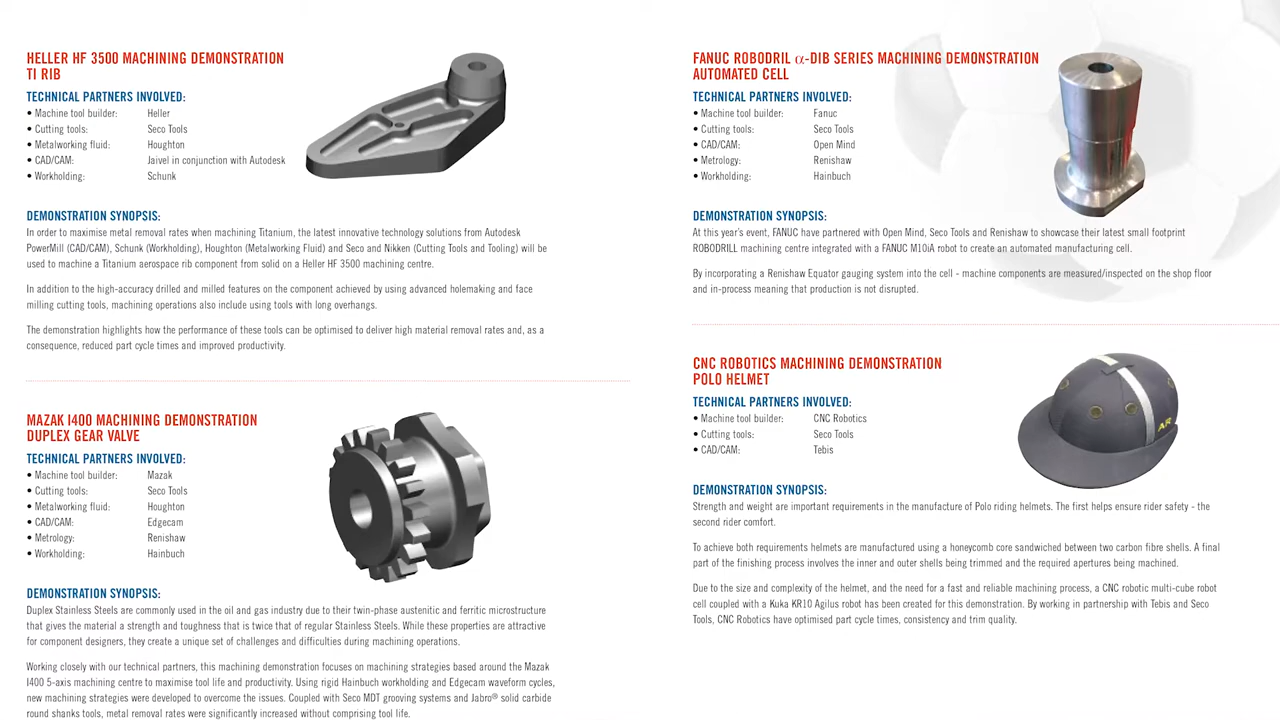 HELLER HF 3500 MACHINING DEMONSTRATION
TI RIB
TECHNICAL PARTNERS INVOLVED:
• Machine tool builder: Heller
• Cutting tools: Seco Tools
• Metalworking fluid: Houghton
• CAD/CAM: Jaivel in conjunction with Autodesk
• Workholding: Schunk
DEMONSTRATION SYNOPSIS:
In order to maximise metal removal rates when machining Titanium, the latest innovative technology solutions from Autodesk
PowerMill (CAD/CAM), Schunk (Workholding), Houghton (Metalworking Fluid) and Seco and Nikken (Cutting Tools and Tooling) will be
used to machine a Titanium aerospace rib component from solid on a Heller HF 3500 machining centre.
In addition to the high-accuracy drilled and milled features on the component achieved by using advanced holemaking and face
milling cutting tools, machining operations also include using tools with long overhangs.
The demonstration highlights how the performance of these tools can be optimised to deliver high material removal rates and, as a
consequence, reduced part cycle times and improved productivity.
MAZAK I400 MACHINING DEMONSTRATION
DUPLEX GEAR VALVE
TECHNICAL PARTNERS INVOLVED:
• Machine tool builder: Mazak
• Cutting tools: Seco Tools
• Metalworking fluid: Houghton
• CAD/CAM: Edgecam
• Metrology: Renishaw
• Workholding: Hainbuch
DEMONSTRATION SYNOPSIS:
Duplex Stainless Steels are commonly used in the oil and gas industry due to their twin-phase austenitic and ferritic microstructure
that gives the material a strength and toughness that is twice that of regular Stainless Steels. While these properties are attractive
for component designers, they create a unique set of challenges and difficulties during machining operations.
Working closely with our technical partners, this machining demonstration focuses on machining strategies based around the Mazak
I400 5-axis machining centre to maximise tool life and productivity. Using rigid Hainbuch workholding and Edgecam waveform cycles,
new machining strategies were developed to overcome the issues. Coupled with Seco MDT grooving systems and Jabro® solid carbide
round shanks tools, metal removal rates were significantly increased without comprising tool life.
FANUC ROBODRIL α-DIB SERIES MACHINING DEMONSTRATION
AUTOMATED CELL
TECHNICAL PARTNERS INVOLVED:
• Machine tool builder: Fanuc
• Cutting tools: Seco Tools
• CAD/CAM: Open Mind
• Metrology: Renishaw
• Workholding: Hainbuch
DEMONSTRATION SYNOPSIS:
At this year's event, FANUC have partnered with Open Mind, Seco Tools and Renishaw to showcase their latest small footprint
ROBODRILL machining centre integrated with a FANUC M10iA robot to create an automated manufacturing cell.
By incorporating a Renishaw Equator gauging system into the cell - machine components are measured/inspected on the shop floor
and in-process meaning that production is not disrupted.
CNC ROBOTICS MACHINING DEMONSTRATION
POLO HELMET
TECHNICAL PARTNERS INVOLVED:
• Machine tool builder: CNC Robotics
• Cutting tools: Seco Tools
• CAD/CAM: Tebis
AR
DEMONSTRATION SYNOPSIS:
Strength and weight are important requirements in the manufacture of Polo riding helmets. The first helps ensure rider safety - the
second rider comfort.
To achieve both requirements helmets are manufactured using a honeycomb core sandwiched between two carbon fibre shells. A final
part of the finishing process involves the inner and outer shells being trimmed and the required apertures being machined.
Due to the size and complexity of the helmet, and the need for a fast and reliable machining process, a CNC robotic multi-cube robot
cell coupled with a Kuka KR10 Agilus robot has been created for this demonstration. By working in partnership with Tebis and Seco
Tools, CNC Robotics have optimised part cycle times, consistency and trim quality.